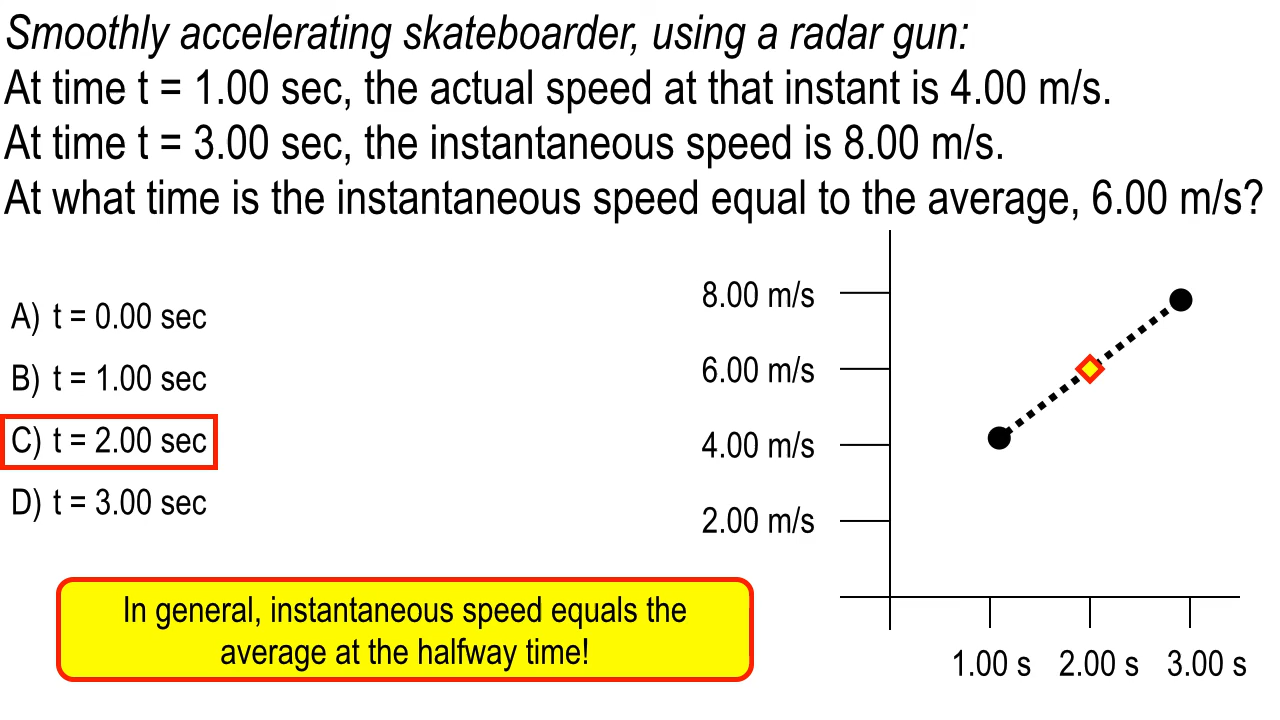 Smoothly accelerating skateboarder, using a radar gun:
At time t = 1.00 sec, the actual speed at that instant is 4.00 m/s.
At time t = 3.00 sec, the instantaneous speed is 8.00 m/s.
At what time is the instantaneous speed equal to the average, 6.00 m/s?
A) t = 0.00 sec
B) t = 1.00 sec
C) t = 2.00 sec
D) t = 3.00 sec
In general, instantaneous speed equals the
average at the halfway time!
8.00 m/s
6.00 m/s
4.00 m/s
2.00 m/s
1.00 s 2.00 s 3.00 s